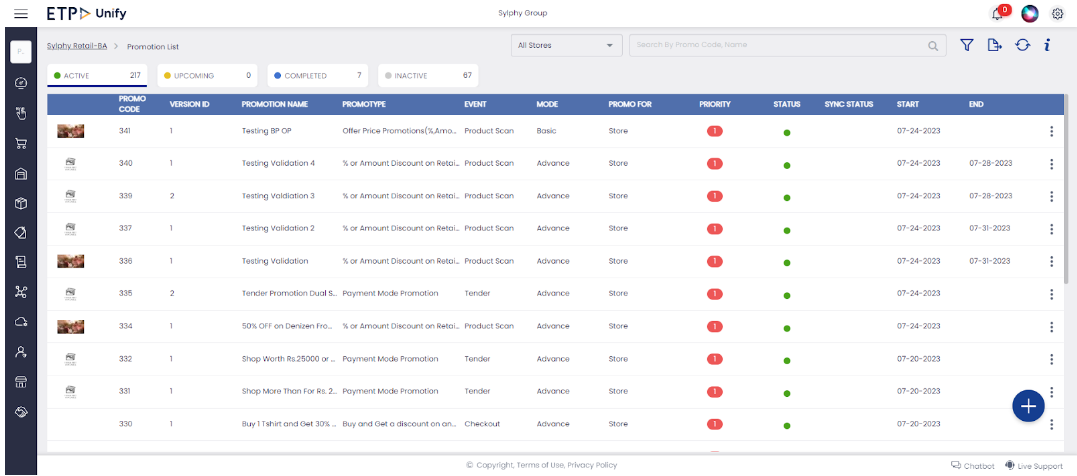 ETP Unify
Sylphy Group
0
Sylphy Retail-BA > Promotion List
All Stores
Search By Promo Code, Name
ACTIVE 217
UPCOMING 0
COMPLETED 7
INACTIVE 67
PROMO CODE VERSION ID PROMOTION NAME PROMOTYPE EVENT MODE PROMO FOR PRIORITY STATUS SYNC STATUS START END
341 1 Testing BP OP Offer Price Promotions(%,Amo... Product Scan Basic Store 1 07-24-2023
340 1 Testing Validation 4 % or Amount Discount on Retai... Product Scan Advance Store 1 07-24-2023 07-28-2023
339 2 Testing Voldiation 3 % or Amount Discount on Retai... Product Scan Advance Store 1 07-24-2023 07-28-2023
337 1 Testing Validation 2 % or Amount Discount on Retai... Product Scan Advance Store 1 07-24-2023 07-31-2023
336 1 Testing Validation % or Amount Discount on Retai... Product Scan Advance Store 1 07-24-2023 07-31-2023
335 2 Tender Promotion Dual S... Payment Mode Promotion Tender Advance Store 1 07-24-2023
334 1 50% OFF on Denizen Fro... % or Amount Discount on Retai... Product Scan Advance Store 1 07-24-2023
332 1 Shop Worth Rs.25000 or ... Payment Mode Promotion Tender Advance Store 1 07-20-2023
331 1 Shop More Than For Rs. 2... Payment Mode Promotion Tender Advance Store 1 07-20-2023
330 1 Buy 1 Tshirt and Get 30% ... Buy and Get a discount on an... Checkout Advance Store 1 07-20-2023
© Copyright, Terms of Use, Privacy Policy
Chatbot
Live Support